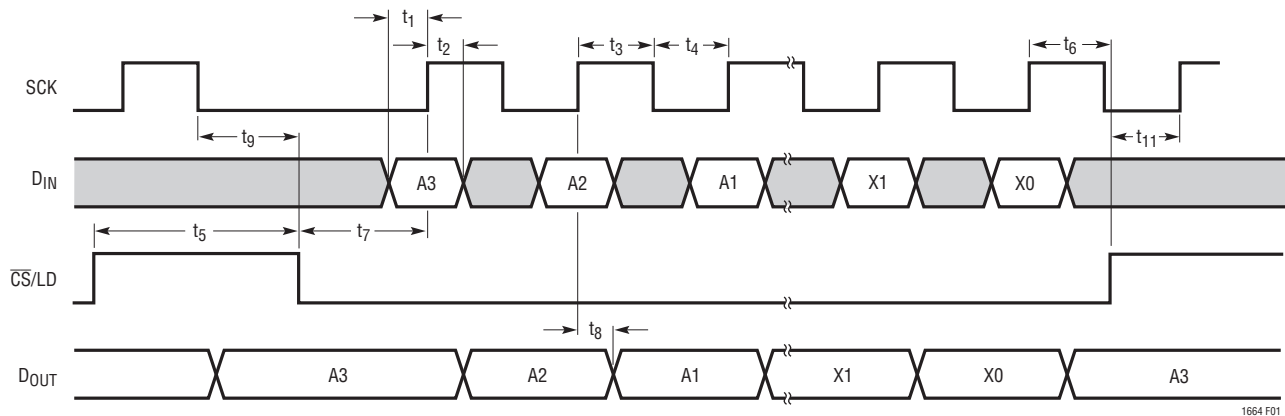 t1
t2
t3
t4
t6
SCK
t9
t11
DIN
A3
A2
A1
X1
X0
t5
t7
CS/LD
t8
DOUT
A3
A2
A1
X1
X0
A3
1664 F01